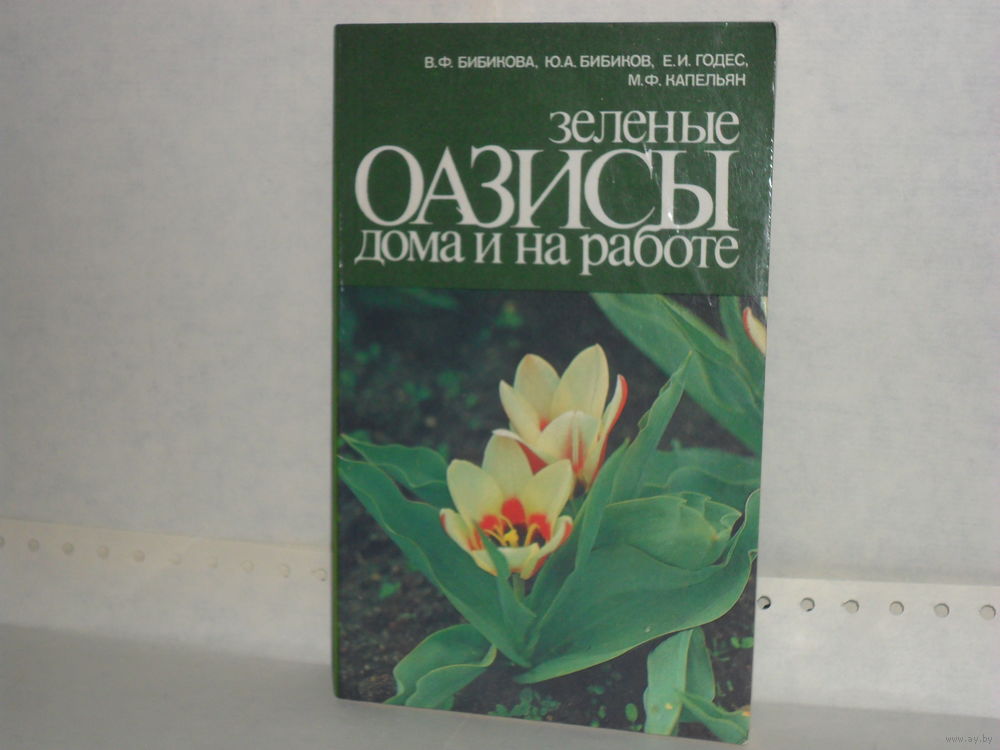 В.Ф. БИБИКОВА, Ю.А. БИБИКОВ, Е.И. ГОДЕС,
М.Ф. КАПЕЛЬЯН
зеленые
ОАЗИСЫ
дома и на работе
www.ay.by